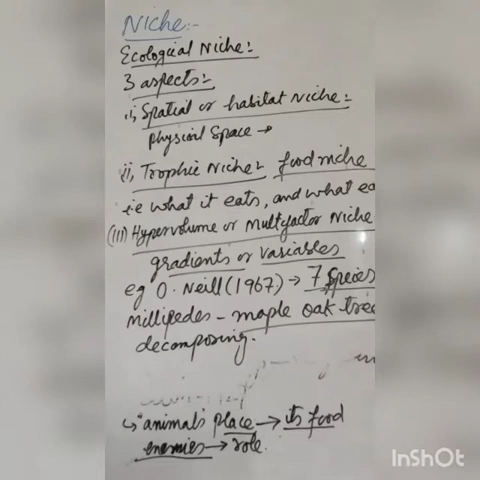 Niche:-
Ecological Niche:-
3 aspects:-
i, Spatial or habitat Niche:-
physical Space →
ii, Trophic Niche:- food niche
i.e what it eats, and what ea
(III) Hypervolume or Multifactor Niche
gradients or variables
eg O. Neill (1967) → 7 species
Millipedes - maple oak tree
decomposing.
↳ "animal's place → its food
enemies → role.
InShOt